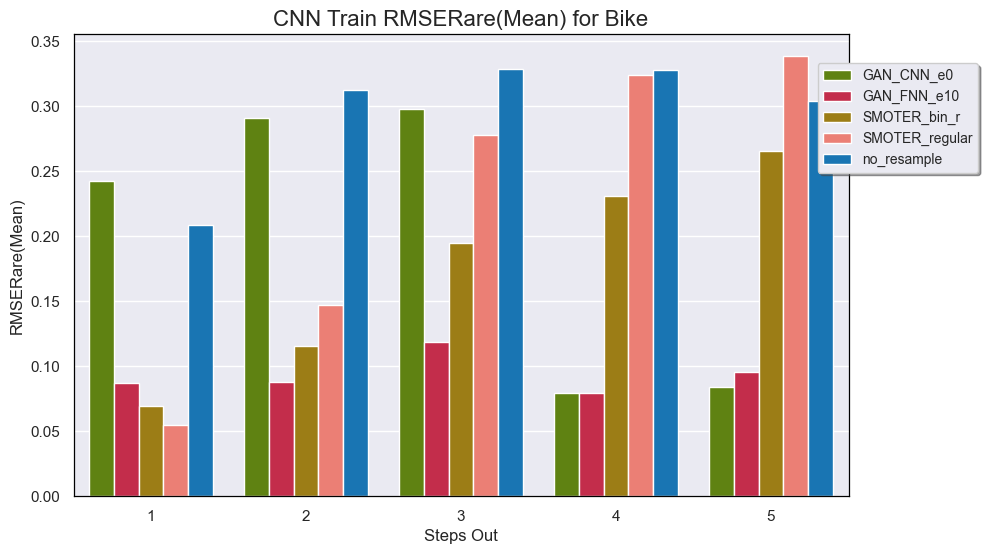 CNN Train RMSERare(Mean) for Bike
RMSERare(Mean)
0.35
0.30
0.25
0.20
0.15
0.10
0.05
0.00
1 2 3 4 5
Steps Out
GAN_CNN_e0
GAN_FNN_e10
SMOTER_bin_r
SMOTER_regular
no_resample